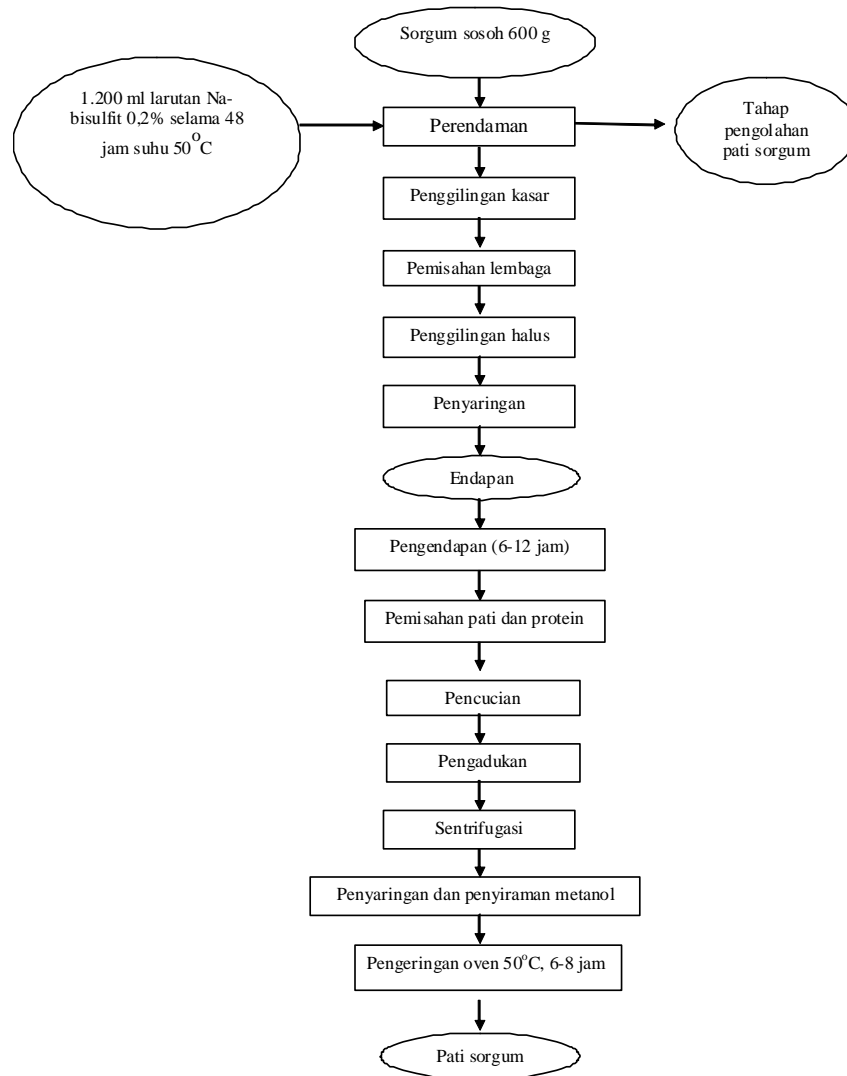 Sorgum sosoh 600 g
1.200 ml larutan Na-
bisulfit 0,2% selama 48
jam suhu 50°C
Perendaman
Tahap
pengolahan
pati sorgum
Penggilingan kasar
Pemisahan lembaga
Penggilingan halus
Penyaringan
Endapan
Pengendapan (6-12 jam)
Pemisahan pati dan protein
Pencucian
Pengadukan
Sentrifugasi
Penyaringan dan penyiraman metanol
Pengeringan oven 50°C, 6-8 jam
Pati sorgum